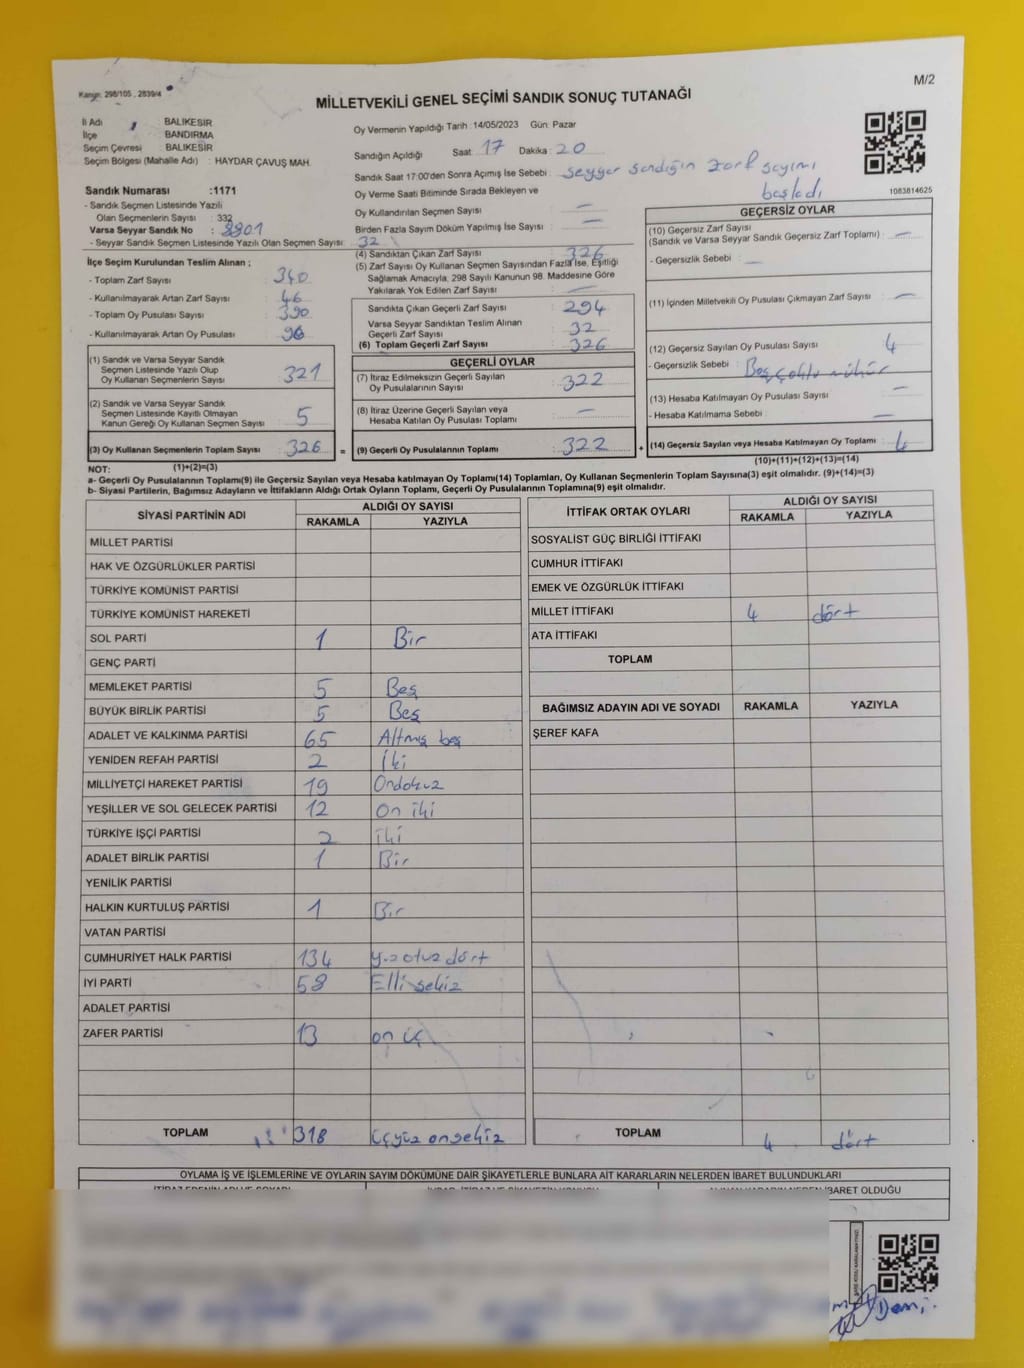 Kanun: 298/105 , 2839/4
M/2
MİLLETVEKİLİ GENEL SEÇİMİ SANDIK SONUÇ TUTANAĞI
İl Adı BALIKESİR
İlçe BANDIRMA
Seçim Çevresi : BALIKESİR
Seçim Bölgesi (Mahalle Adı) : HAYDAR ÇAVUŞ MAH.
Sandık Numarası :1171
- Sandık Seçmen Listesinde Yazılı
Olan Seçmenlerin Sayısı : 332
Varsa Seyyar Sandık No :
- Seyyar Sandık Seçmen Listesinde Yazılı Olan Seçmen Sayısı: 32
Oy Vermenin Yapıldığı Tarih : 14/05/2023 Gün: Pazar
Sandığın Açıldığı Saat 17 Dakika : 20
Sandık Saat 17:00'den Sonra Açımış İse Sebebi : seyyar sandığın zarf sayımı
başladı
Oy Verme Saati Bitiminde Sırada Bekleyen ve
Oy Kullandırılan Seçmen Sayısı : —
Birden Fazla Sayım Döküm Yapılmış İse Sayısı : —
1083814625
İlçe Seçim Kurulundan Teslim Alınan ;
- Toplam Zarf Sayısı 340
- Kullanılmayarak Artan Zarf Sayısı : 46
- Toplam Oy Pusulası Sayısı : 390
- Kullanılmayarak Artan Oy Pusulası : 96
(1) Sandık ve Varsa Seyyar Sandık
Seçmen Listesinde Yazılı Olup
Oy Kullanan Seçmenlerin Sayısı : 321
(2) Sandık ve Varsa Seyyar Sandık
Seçmen Listesinde Kayıtlı Olmayan
Kanun Gereği Oy Kullanan Seçmen Sayısı : 5
(3) Oy Kullanan Seçmenlerin Toplam Sayısı : 326 =
(4) Sandıktan Çıkan Zarf Sayısı : 326
(5) Zarf Sayısı Oy Kullanan Seçmen Sayısından Fazla İse, Eşitliği
Sağlamak Amacıyla; 298 Sayılı Kanunun 98. Maddesine Göre
Yakılarak Yok Edilen Zarf Sayısı : —
Sandıkta Çıkan Geçerli Zarf Sayısı : 294
Varsa Seyyar Sandıktan Teslim Alınan
Geçerli Zarf Sayısı : 32
(6) Toplam Geçerli Zarf Sayısı : 326
GEÇERLİ OYLAR
(7) İtiraz Edilmeksizin Geçerli Sayılan
Oy Pusulalarının Sayısı : 322
(8) İtiraz Üzerine Geçerli Sayılan veya
Hesaba Katılan Oy Pusulası Toplamı : —
(9) Geçerli Oy Pusulalarının Toplamı : 322 +
GEÇERSİZ OYLAR
(10) Geçersiz Zarf Sayısı
(Sandık ve Varsa Seyyar Sandık Geçersiz Zarf Toplamı) : —
- Geçersizlik Sebebi : —
(11) İçinden Milletvekili Oy Pusulası Çıkmayan Zarf Sayısı : —
(12) Geçersiz Sayılan Oy Pusulası Sayısı : 4
- Geçersizlik Sebebi : Boş, çoklu mühür
(13) Hesaba Katılmayan Oy Pusulası Sayısı : —
- Hesaba Katılmama Sebebi : —
(14) Geçersiz Sayılan veya Hesaba Katılmayan Oy Toplamı : 4
NOT: (1)+(2)=(3) (10)+(11)+(12)+(13)=(14)
a- Geçerli Oy Pusulalarının Toplamı(9) ile Geçersiz Sayılan veya Hesaba katılmayan Oy Toplam(14) Toplamları, Oy Kullanan Seçmenlerin Toplam Sayısına(3) eşit olmalıdır. (9)+(14)=(3)
b- Siyasi Partilerin, Bağımsız Adayların ve İttifakların Aldığı Ortak Oyların Toplamı, Geçerli Oy Pusulalarının Toplamına(9) eşit olmalıdır.
SİYASİ PARTİNİN ADI ALDIĞI OY SAYISI
RAKAMLA YAZIYLA
MİLLET PARTİSİ
HAK VE ÖZGÜRLÜKLER PARTİSİ
TÜRKİYE KOMÜNİST PARTİSİ
TÜRKİYE KOMÜNİST HAREKETİ
SOL PARTİ 1 Bir
GENÇ PARTİ
MEMLEKET PARTİSİ 5 Beş
BÜYÜK BİRLİK PARTİSİ 5 Beş
ADALET VE KALKINMA PARTİSİ 65 Altmış beş
YENİDEN REFAH PARTİSİ 2 İki
MİLLİYETÇİ HAREKET PARTİSİ 19 Ondokuz
YEŞİLLER VE SOL GELECEK PARTİSİ 12 On iki
TÜRKİYE İŞÇİ PARTİSİ 2 iki
ADALET BİRLİK PARTİSİ 1 Bir
YENİLİK PARTİSİ
HALKIN KURTULUŞ PARTİSİ 1 Bir
VATAN PARTİSİ
CUMHURİYET HALK PARTİSİ 134 yüz otuz dört
İYİ PARTİ 58 Elli sekiz
ADALET PARTİSİ
ZAFER PARTİSİ 13 on üç
TOPLAM 318 üçyüz onsekiz
İTTİFAK ORTAK OYLARI ALDIĞI OY SAYISI
RAKAMLA YAZIYLA
SOSYALİST GÜÇ BİRLİĞİ İTTİFAKI
CUMHUR İTTİFAKI
EMEK VE ÖZGÜRLÜK İTTİFAKI
MİLLET İTTİFAKI 4 dört
ATA İTTİFAKI
TOPLAM
BAĞIMSIZ ADAYIN ADI VE SOYADI RAKAMLA YAZIYLA
ŞEREF KAFA
TOPLAM 4 dört
OYLAMA İŞ VE İŞLEMLERİNE VE OYLARIN SAYIM DÖKÜMÜNE DAİR ŞİKAYETLERLE BUNLARA AİT KARARLARIN NELERDEN İBARET BULUNDUKLARI
İBARET OLDUĞU